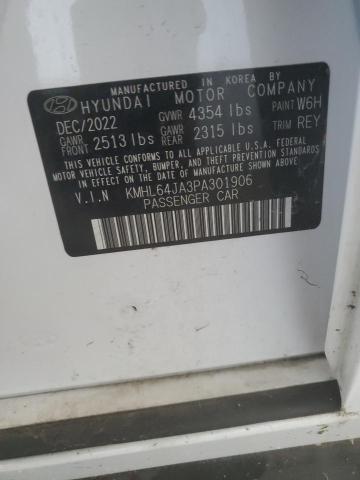 MANUFACTURED IN KOREA BY
HYUNDAI MOTOR COMPANY
DEC/2022 GVWR 4354 lbs PAINT W6H
GAWR FRONT 2513 lbs GAWR REAR 2315 lbs TRIM REY
THIS VEHICLE CONFORMS TO ALL APPLICABLE U.S.A. FEDERAL
MOTOR VEHICLE SAFETY, BUMPER, AND THEFT PREVENTION
STANDARDS IN EFFECT ON THE DATE OF MANUFACTURE SHOWN ABOVE.
V.I.N KMHL64JA3PA301906
PASSENGER CAR